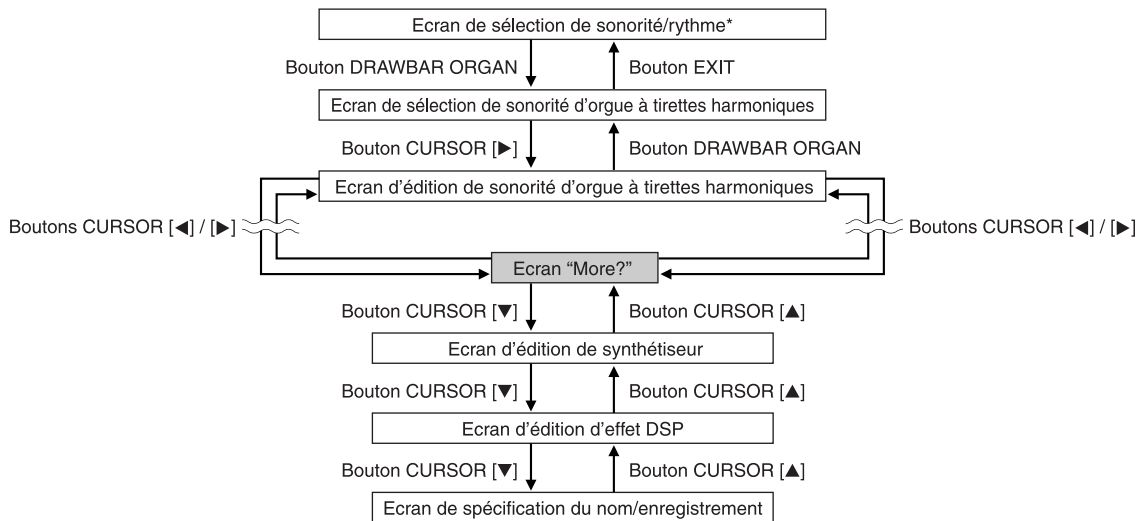 Ecran de sélection de sonorité/rythme*
Bouton DRAWBAR ORGAN
Bouton EXIT
Ecran de sélection de sonorité d'orgue à tirettes harmoniques
Bouton CURSOR [▶]
Bouton DRAWBAR ORGAN
Ecran d'édition de sonorité d'orgue à tirettes harmoniques
Boutons CURSOR [◀] / [▶]
Boutons CURSOR [◀] / [▶]
Ecran “More?”
Bouton CURSOR [▼]
Bouton CURSOR [▲]
Ecran d'édition de synthétiseur
Bouton CURSOR [▼]
Bouton CURSOR [▲]
Ecran d'édition d'effet DSP
Bouton CURSOR [▼]
Bouton CURSOR [▲]
Ecran de spécification du nom/enregistrement